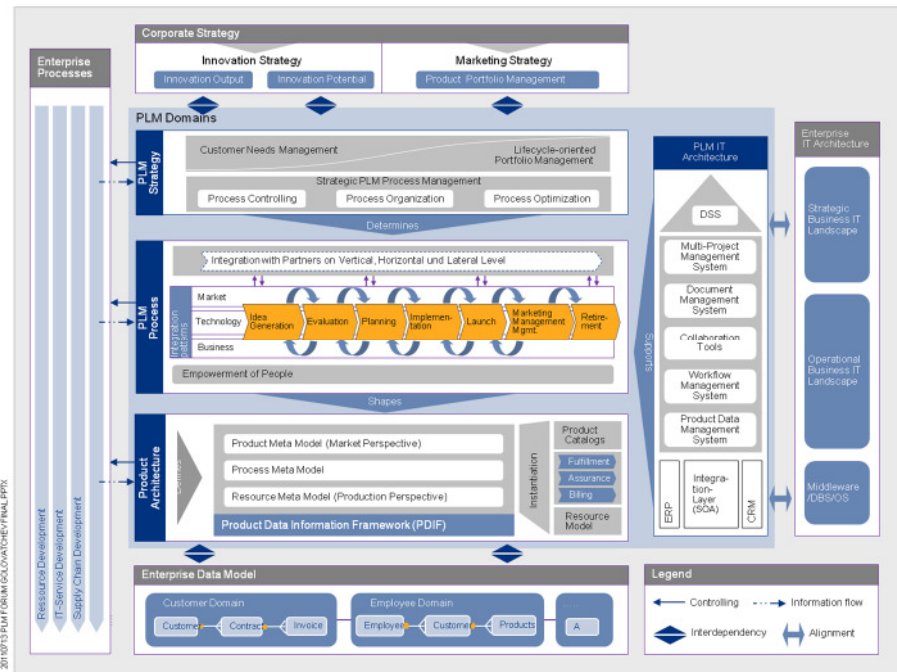 Corporate Strategy
Innovation Strategy
Innovation Output
Innovation Potential
Marketing Strategy
Product Portfolio Management
Enterprise
Processes
Ressource Development
IT-Service Development
Supply Chain Development
PLM Domains
PLM
Strategy
Customer Needs Management
Lifecycle-oriented
Portfolio Management
Strategic PLM Process Management
Process Controlling
Process Organization
Process Optimization
Determines
PLM
Process
Integration with Partners on Vertical, Horizontal und Lateral Level
Integration
patterns
Market
Technology
Business
Idea
Generation
Evaluation
Planning
Implemen-
tation
Launch
Marketing
Management
Mgmt.
Retire-
ment
Empowerment of People
Shapes
Product
Architecture
Defines
Product Meta Model (Market Perspective)
Process Meta Model
Resource Meta Model (Production Perspective)
Product Data Information Framework (PDIF)
Instantiation
Product
Catalogs
Fulfillment
Assurance
Billing
Resource
Model
Supports
PLM IT
Architecture
DSS
Multi-Project
Management
System
Document
Management
System
Collaboration
Tools
Workflow
Management
System
Product Data
Management
System
ERP
Integra-
tion-
Layer
(SOA)
CRM
Enterprise
IT Architecture
Strategic
Business IT
Landscape
Operational
Business IT
Landscape
Middleware
/DBS/OS
Enterprise Data Model
Customer Domain
Customer
Contract
Invoice
Employee Domain
Employee
Custome
Products
.....
A
Legend
Controlling
Information flow
Interdependency
Alignment
20110713 PLM FORUM GOLOVATCHEV FINAL.PPTX